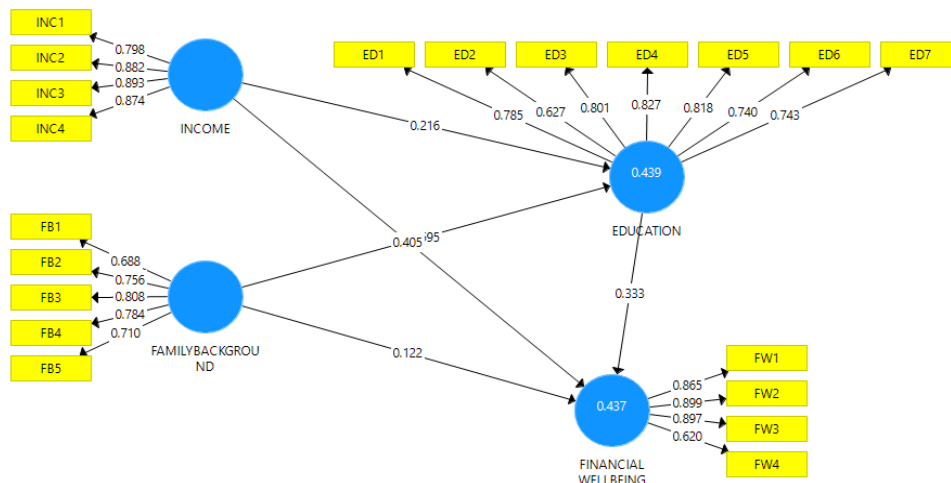 INC1
INC2
INC3
INC4
0.798
0.882
0.893
0.874
INCOME
ED1
ED2
ED3
ED4
ED5
ED6
ED7
0.785
0.627
0.801
0.827
0.818
0.740
0.743
0.439
EDUCATION
0.216
0.405
0.333
0.122
FB1
FB2
FB3
FB4
FB5
0.688
0.756
0.808
0.784
0.710
FAMILYBACKGROU
ND
0.437
FINANCIAL
WELLBEING
0.865
0.899
0.897
0.620
FW1
FW2
FW3
FW4